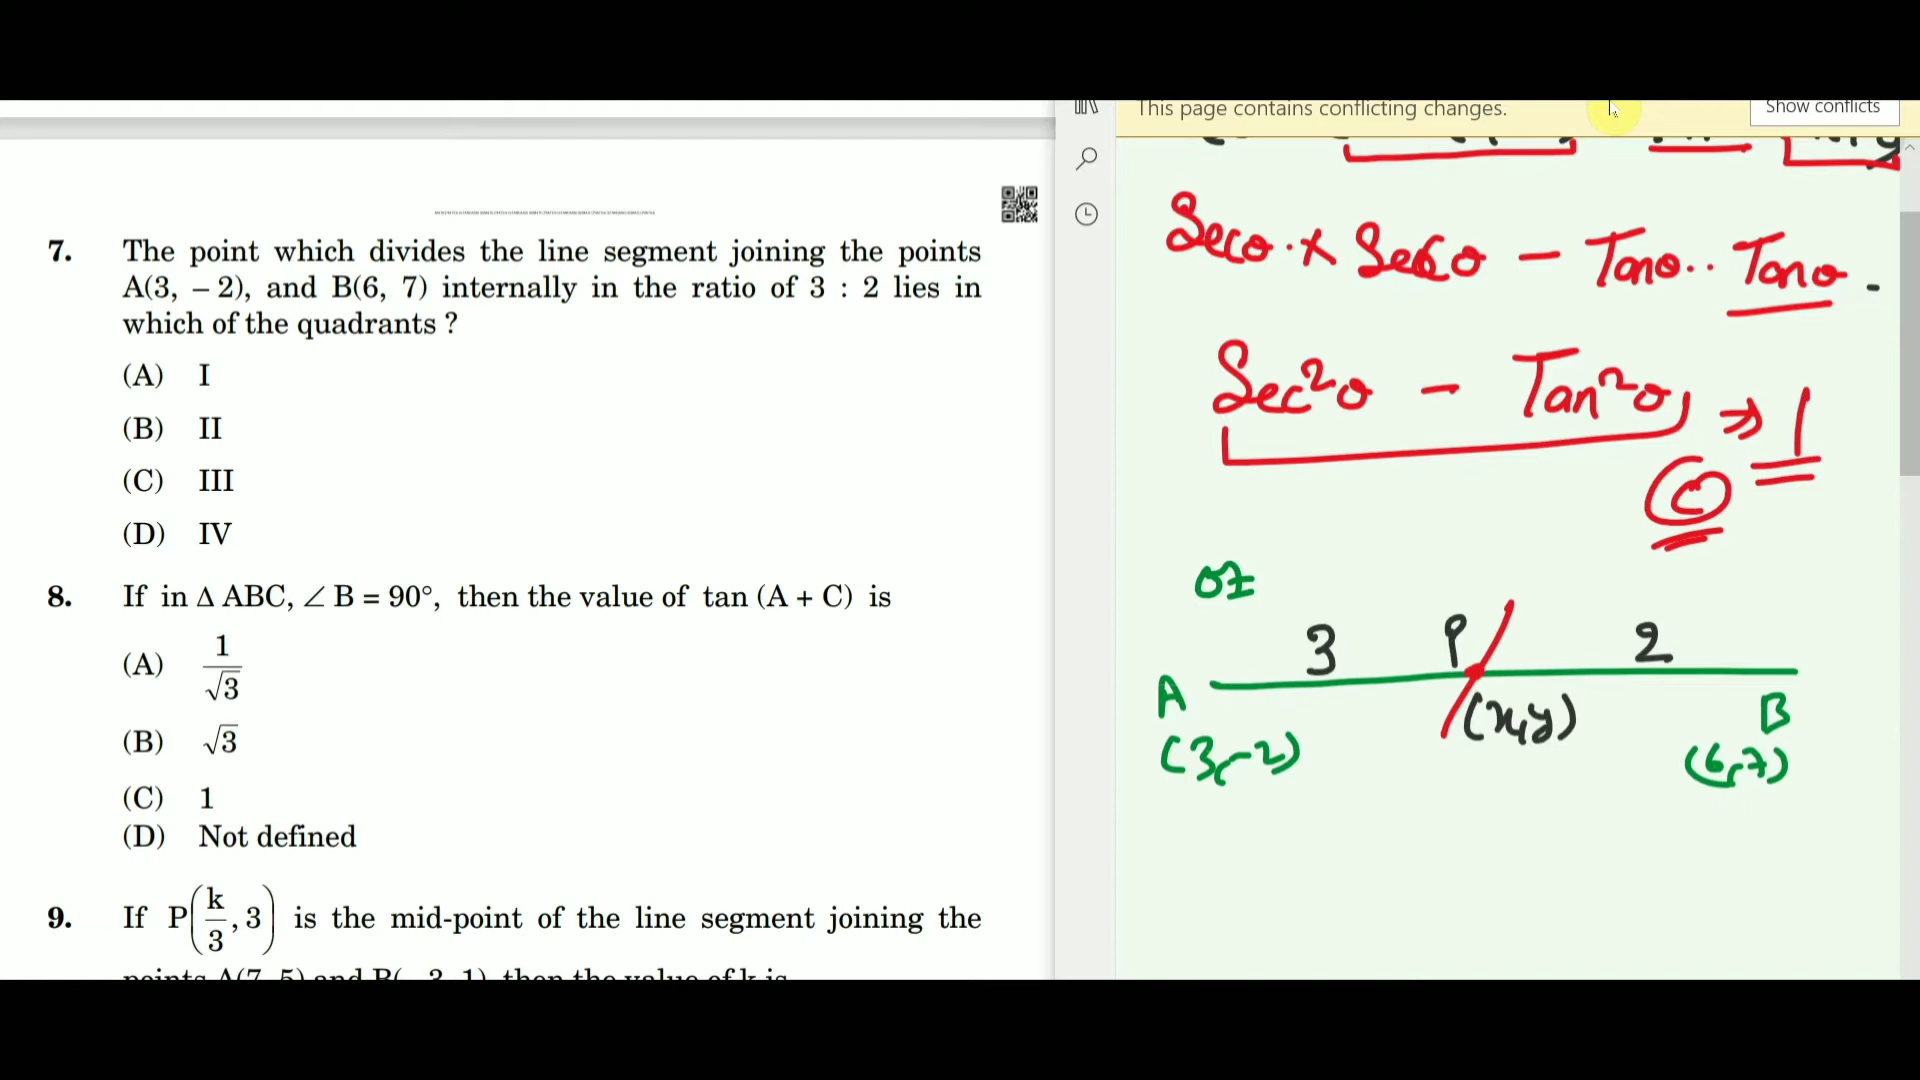 This page contains conflicting changes.
Show conflicts
7. The point which divides the line segment joining the points
A(3, – 2), and B(6, 7) internally in the ratio of 3 : 2 lies in
which of the quadrants ?
(A) I
(B) II
(C) III
(D) IV
8. If in Δ ABC, ∠ B = 90°, then the value of tan (A + C) is
(A) 1/√3
(B) √3
(C) 1
(D) Not defined
9. If P(k/3, 3) is the mid-point of the line segment joining the
Secθ · × Secθ – Tanθ·· Tanθ
Sec²θ – Tan²θ ⇒ 1
C
07
3 P 2
A (x,y) B
(3,-2) (6,7)